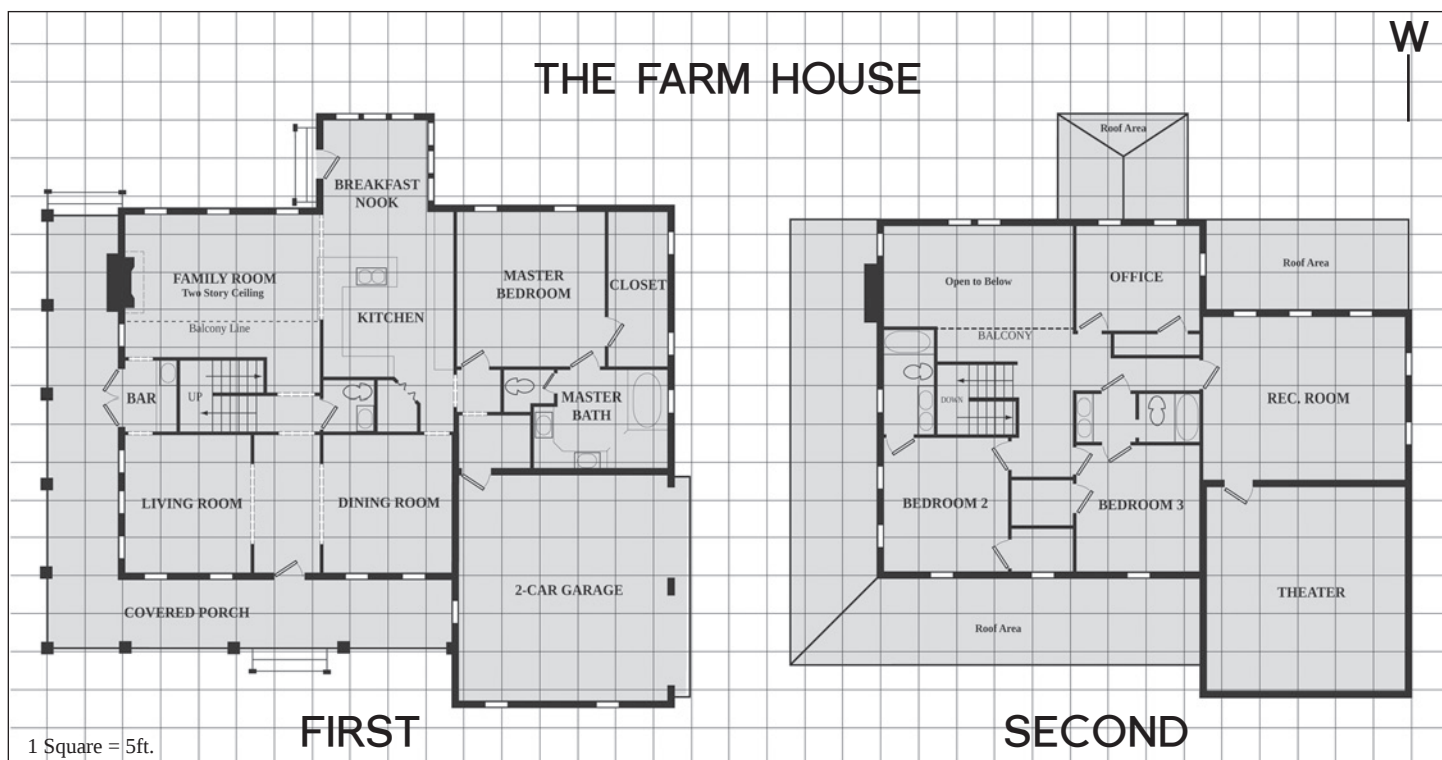 W
THE FARM HOUSE
Roof Area
BREAKFAST
NOOK
FAMILY ROOM
Two Story Ceiling
MASTER
BEDROOM
CLOSET
Balcony Line
KITCHEN
BAR
UP
MASTER
BATH
LIVING ROOM
DINING ROOM
2-CAR GARAGE
COVERED PORCH
Open to Below
OFFICE
Roof Area
BALCONY
DOWN
REC. ROOM
BEDROOM 2
BEDROOM 3
THEATER
Roof Area
FIRST
SECOND
1 Square = 5ft.